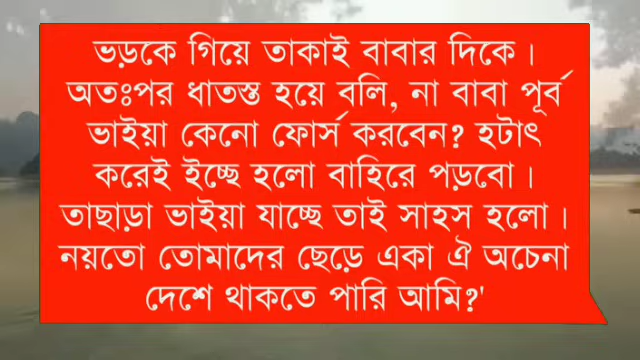 ভড়কে গিয়ে তাকাই বাবার দিকে।
অতঃপর ধাতস্ত হয়ে বলি, না বাবা পূর্ব
ভাইয়া কেনো ফোর্স করবেন? হটাৎ
করেই ইচ্ছে হলো বাহিরে পড়বো।
তাছাড়া ভাইয়া যাচ্ছে তাই সাহস হলো।
নয়তো তোমাদের ছেড়ে একা ঐ অচেনা
দেশে থাকতে পারি আমি?'